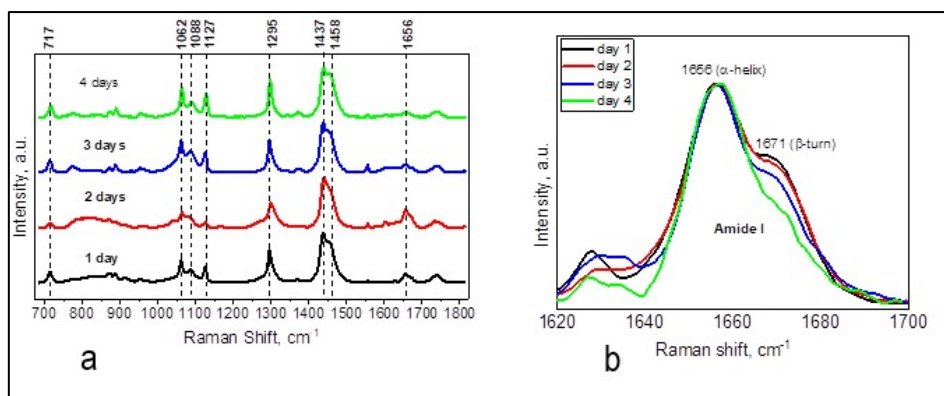 717
1062
1088
1127
1295
1437
1458
1656
4 days
3 days
2 days
1 day
Intensity, a.u.
700 800 900 1000 1100 1200 1300 1400 1500 1600 1700 1800
Raman Shift, cm⁻¹
a
day 1
day 2
day 3
day 4
1656 (α-helix)
1671 (β-turn)
Amide I
Intensity, a.u.
1620 1640 1660 1680 1700
Raman shift, cm⁻¹
b